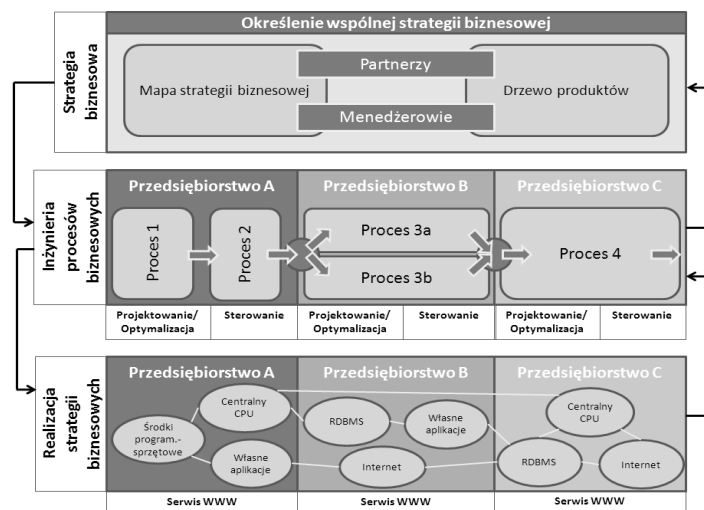 Określenie wspólnej strategii biznesowej
Strategia
biznesowa
Partnerzy
Mapa strategii biznesowej
Drzewo produktów
Menedżerowie
Inżynieria
procesów
biznesowych
Przedsiębiorstwo A
Przedsiębiorstwo B
Przedsiębiorstwo C
Proces 1
Proces 2
Proces 3a
Proces 3b
Proces 4
Projektowanie/
Optymalizacja
Sterowanie
Projektowanie/
Optymalizacja
Sterowanie
Projektowanie/
Optymalizacja
Sterowanie
Realizacja
strategii
biznesowych
Przedsiębiorstwo A
Przedsiębiorstwo B
Przedsiębiorstwo C
Środki
program.-
sprzętowe
Centralny
CPU
Własne
aplikacje
RDBMS
Własne
aplikacje
Internet
Centralny
CPU
RDBMS
Internet
Serwis WWW
Serwis WWW
Serwis WWW